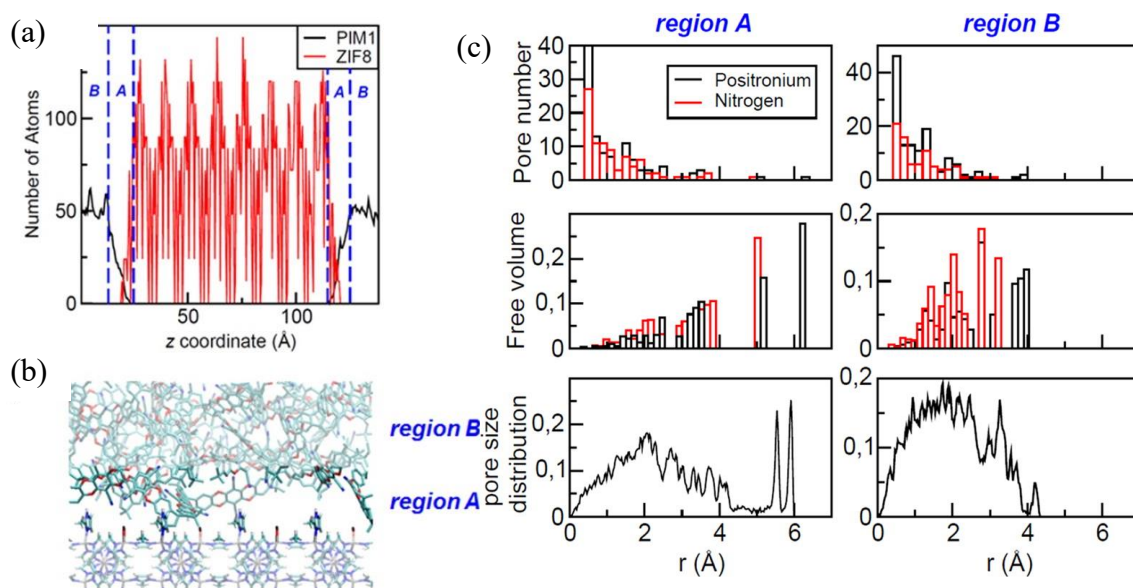 (a)
PIM1
ZIF8
B
A
A
B
Number of Atoms
100
50
0
50
100
z coordinate (Å)
(b)
region B
region A
(c)
region A
region B
Pore number
40
30
20
10
0
Positronium
Nitrogen
40
20
0
Free volume
0,2
0,1
0
0,2
0,1
0
pore size
distribution
0,2
0,1
0
0
2
4
6
r (Å)
0,2
0,1
0
0
2
4
6
r (Å)